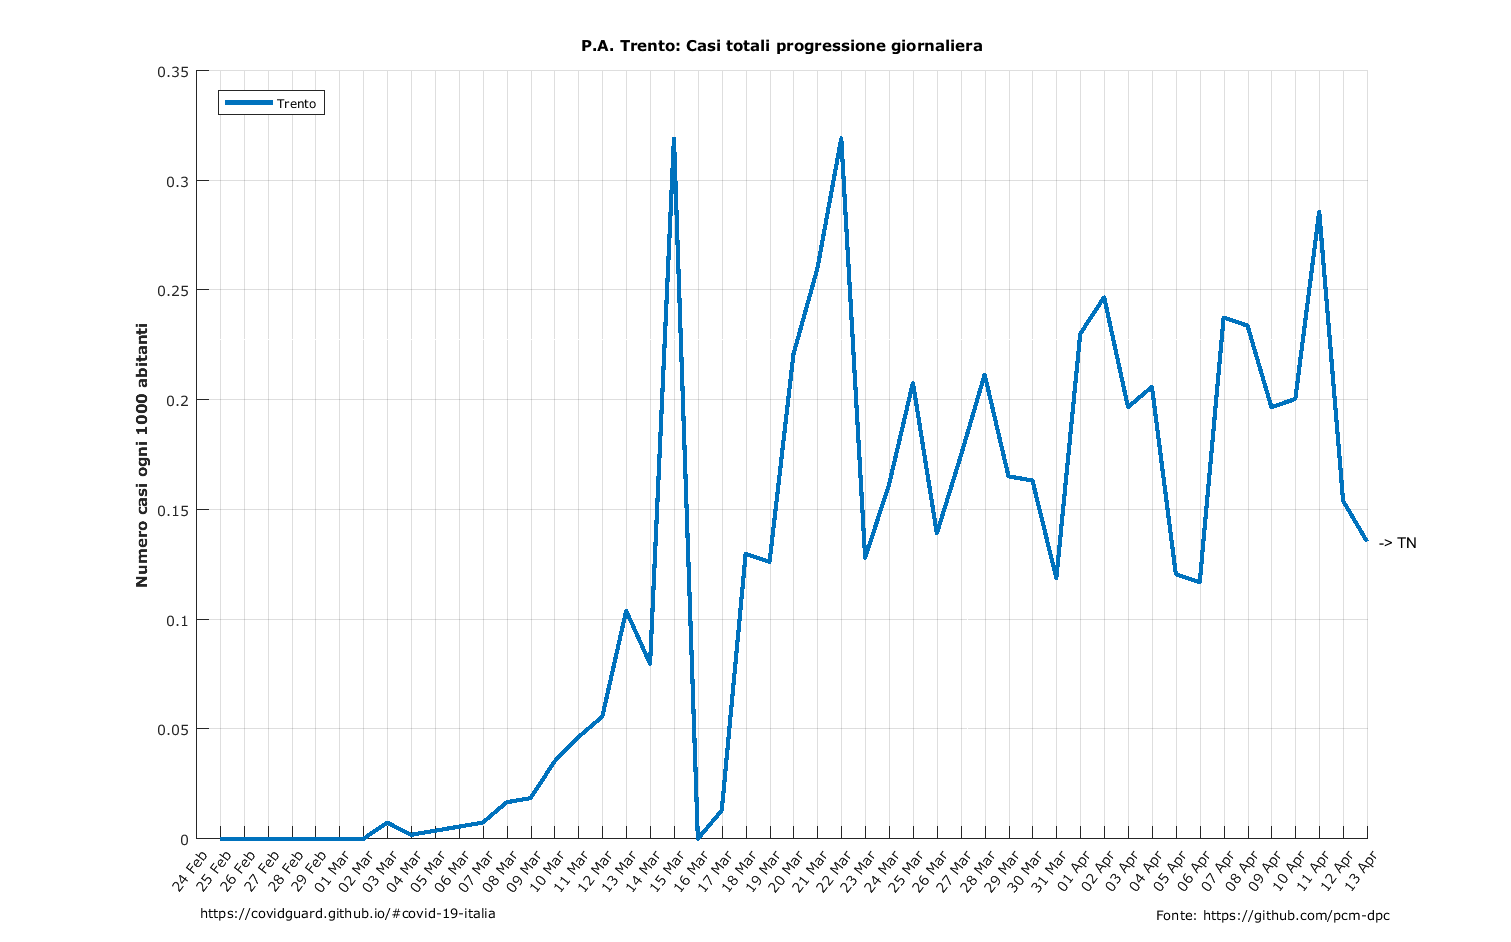 P.A. Trento: Casi totali progressione giornaliera
0.35
Trento
0.3
0.25
0.2
0.15
0.1
0.05
0
Numero casi ogni 1000 abitanti
-> TN
24 Feb
25 Feb
26 Feb
27 Feb
28 Feb
29 Feb
01 Mar
02 Mar
03 Mar
04 Mar
05 Mar
06 Mar
07 Mar
08 Mar
09 Mar
10 Mar
11 Mar
12 Mar
13 Mar
14 Mar
15 Mar
16 Mar
17 Mar
18 Mar
19 Mar
20 Mar
21 Mar
22 Mar
23 Mar
24 Mar
25 Mar
26 Mar
27 Mar
28 Mar
29 Mar
30 Mar
31 Mar
01 Apr
02 Apr
03 Apr
04 Apr
05 Apr
06 Apr
07 Apr
08 Apr
09 Apr
10 Apr
11 Apr
12 Apr
13 Apr
https://covidguard.github.io/#covid-19-italia
Fonte: https://github.com/pcm-dpc